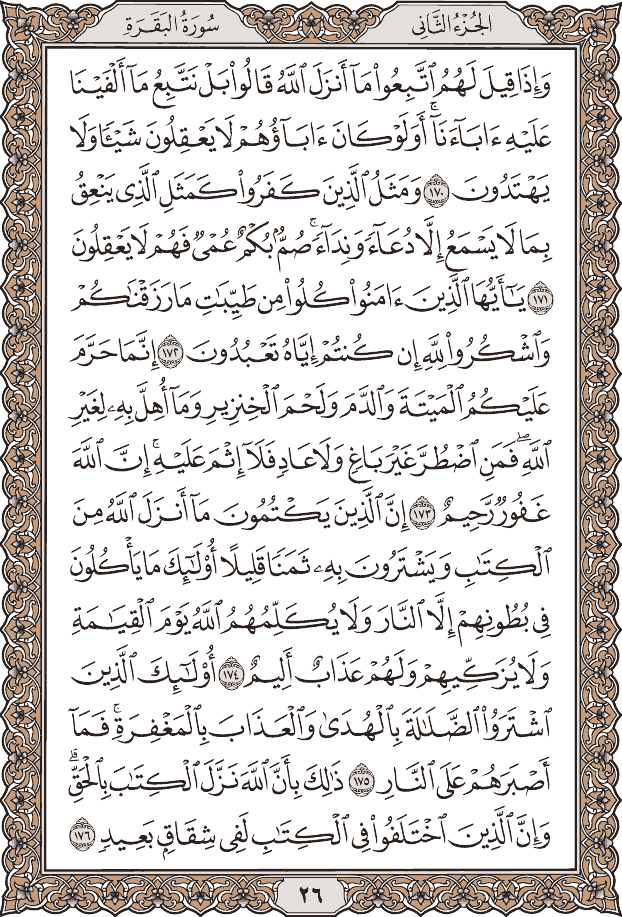 الجُزْءُ الثَّانِي
سُورَةُ البَقَرَةِ
وَإِذَا قِيلَ لَهُمُ ٱتَّبِعُوا۟ مَآ أَنزَلَ ٱللَّهُ قَالُوا۟ بَلْ نَتَّبِعُ مَآ أَلْفَيْنَا
عَلَيْهِ ءَابَآءَنَآ ۗ أَوَلَوْ كَانَ ءَابَآؤُهُمْ لَا يَعْقِلُونَ شَيْـًٔا وَلَا
يَهْتَدُونَ ١٧٠ وَمَثَلُ ٱلَّذِينَ كَفَرُوا۟ كَمَثَلِ ٱلَّذِى يَنْعِقُ
بِمَا لَا يَسْمَعُ إِلَّا دُعَآءً وَنِدَآءً ۚ صُمٌّۢ بُكْمٌ عُمْىٌ فَهُمْ لَا يَعْقِلُونَ
١٧١ يَـٰٓأَيُّهَا ٱلَّذِينَ ءَامَنُوا۟ كُلُوا۟ مِن طَيِّبَـٰتِ مَا رَزَقْنَـٰكُمْ
وَٱشْكُرُوا۟ لِلَّهِ إِن كُنتُمْ إِيَّاهُ تَعْبُدُونَ ١٧٢ إِنَّمَا حَرَّمَ
عَلَيْكُمُ ٱلْمَيْتَةَ وَٱلدَّمَ وَلَحْمَ ٱلْخِنزِيرِ وَمَآ أُهِلَّ بِهِۦ لِغَيْرِ
ٱللَّهِ ۖ فَمَنِ ٱضْطُرَّ غَيْرَ بَاغٍ وَلَا عَادٍ فَلَآ إِثْمَ عَلَيْهِ ۚ إِنَّ ٱللَّهَ
غَفُورٌ رَّحِيمٌ ١٧٣ إِنَّ ٱلَّذِينَ يَكْتُمُونَ مَآ أَنزَلَ ٱللَّهُ مِنَ
ٱلْكِتَـٰبِ وَيَشْتَرُونَ بِهِۦ ثَمَنًا قَلِيلًا أُو۟لَـٰٓئِكَ مَا يَأْكُلُونَ
فِى بُطُونِهِمْ إِلَّا ٱلنَّارَ وَلَا يُكَلِّمُهُمُ ٱللَّهُ يَوْمَ ٱلْقِيَـٰمَةِ
وَلَا يُزَكِّيهِمْ وَلَهُمْ عَذَابٌ أَلِيمٌ ١٧٤ أُو۟لَـٰٓئِكَ ٱلَّذِينَ
ٱشْتَرَوُا۟ ٱلضَّلَـٰلَةَ بِٱلْهُدَىٰ وَٱلْعَذَابَ بِٱلْمَغْفِرَةِ ۚ فَمَآ
أَصْبَرَهُمْ عَلَى ٱلنَّارِ ١٧٥ ذَٰلِكَ بِأَنَّ ٱللَّهَ نَزَّلَ ٱلْكِتَـٰبَ بِٱلْحَقِّ ۗ
وَإِنَّ ٱلَّذِينَ ٱخْتَلَفُوا۟ فِى ٱلْكِتَـٰبِ لَفِى شِقَاقٍۭ بَعِيدٍ ١٧٦
٢٦